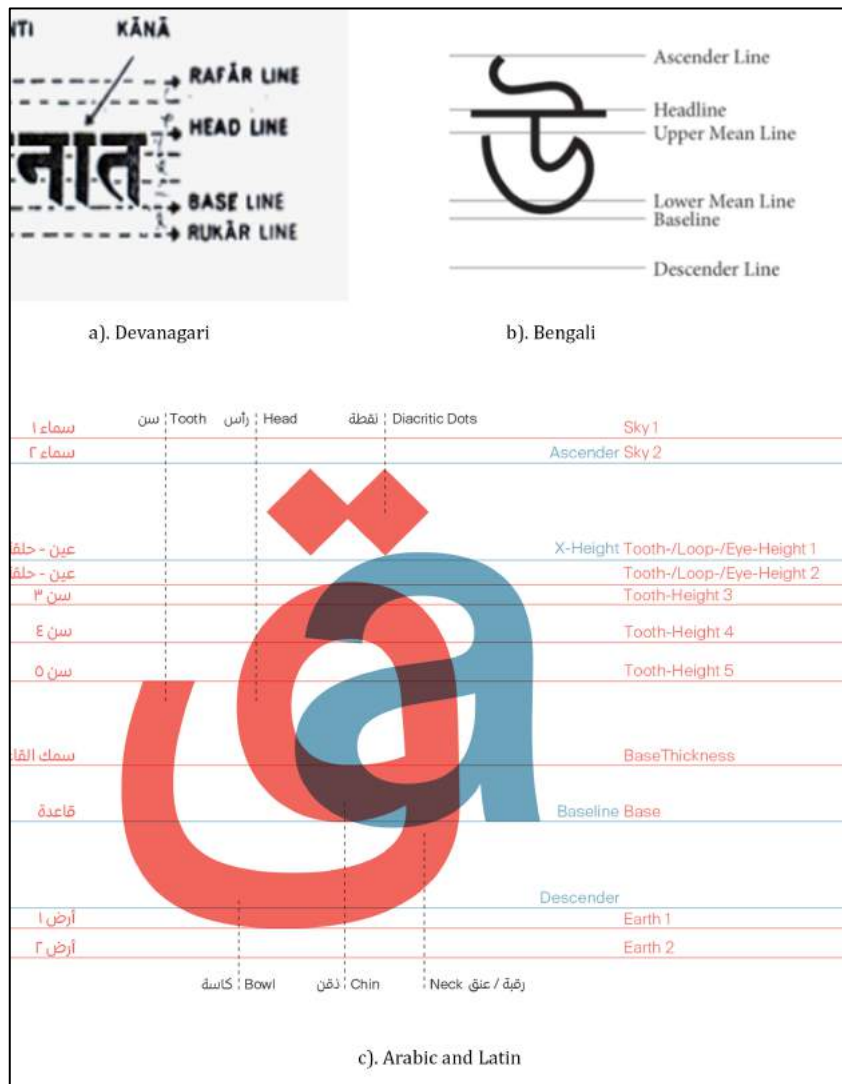 KĀNĀ
RAFĀR LINE
HEAD LINE
नात
BASE LINE
RUKĀR LINE
Ascender Line
Headline
Upper Mean Line
উ
Lower Mean Line
Baseline
Descender Line
a). Devanagari
b). Bengali
سن Tooth
رأس Head
نقطة Diacritic Dots
سماء ١ Sky 1
سماء ٢ Ascender Sky 2
عين - حلقة X-Height Tooth-/Loop-/Eye-Height 1
عين - حلقة Tooth-/Loop-/Eye-Height 2
سن ٣ Tooth-Height 3
سن ٤ Tooth-Height 4
سن ٥ Tooth-Height 5
ق a
BaseThickness
قاعدة Baseline Base
Descender
أرض ١ Earth 1
أرض ٢ Earth 2
كاسة Bowl
ذقن Chin
Neck رقبة / عنق
c). Arabic and Latin